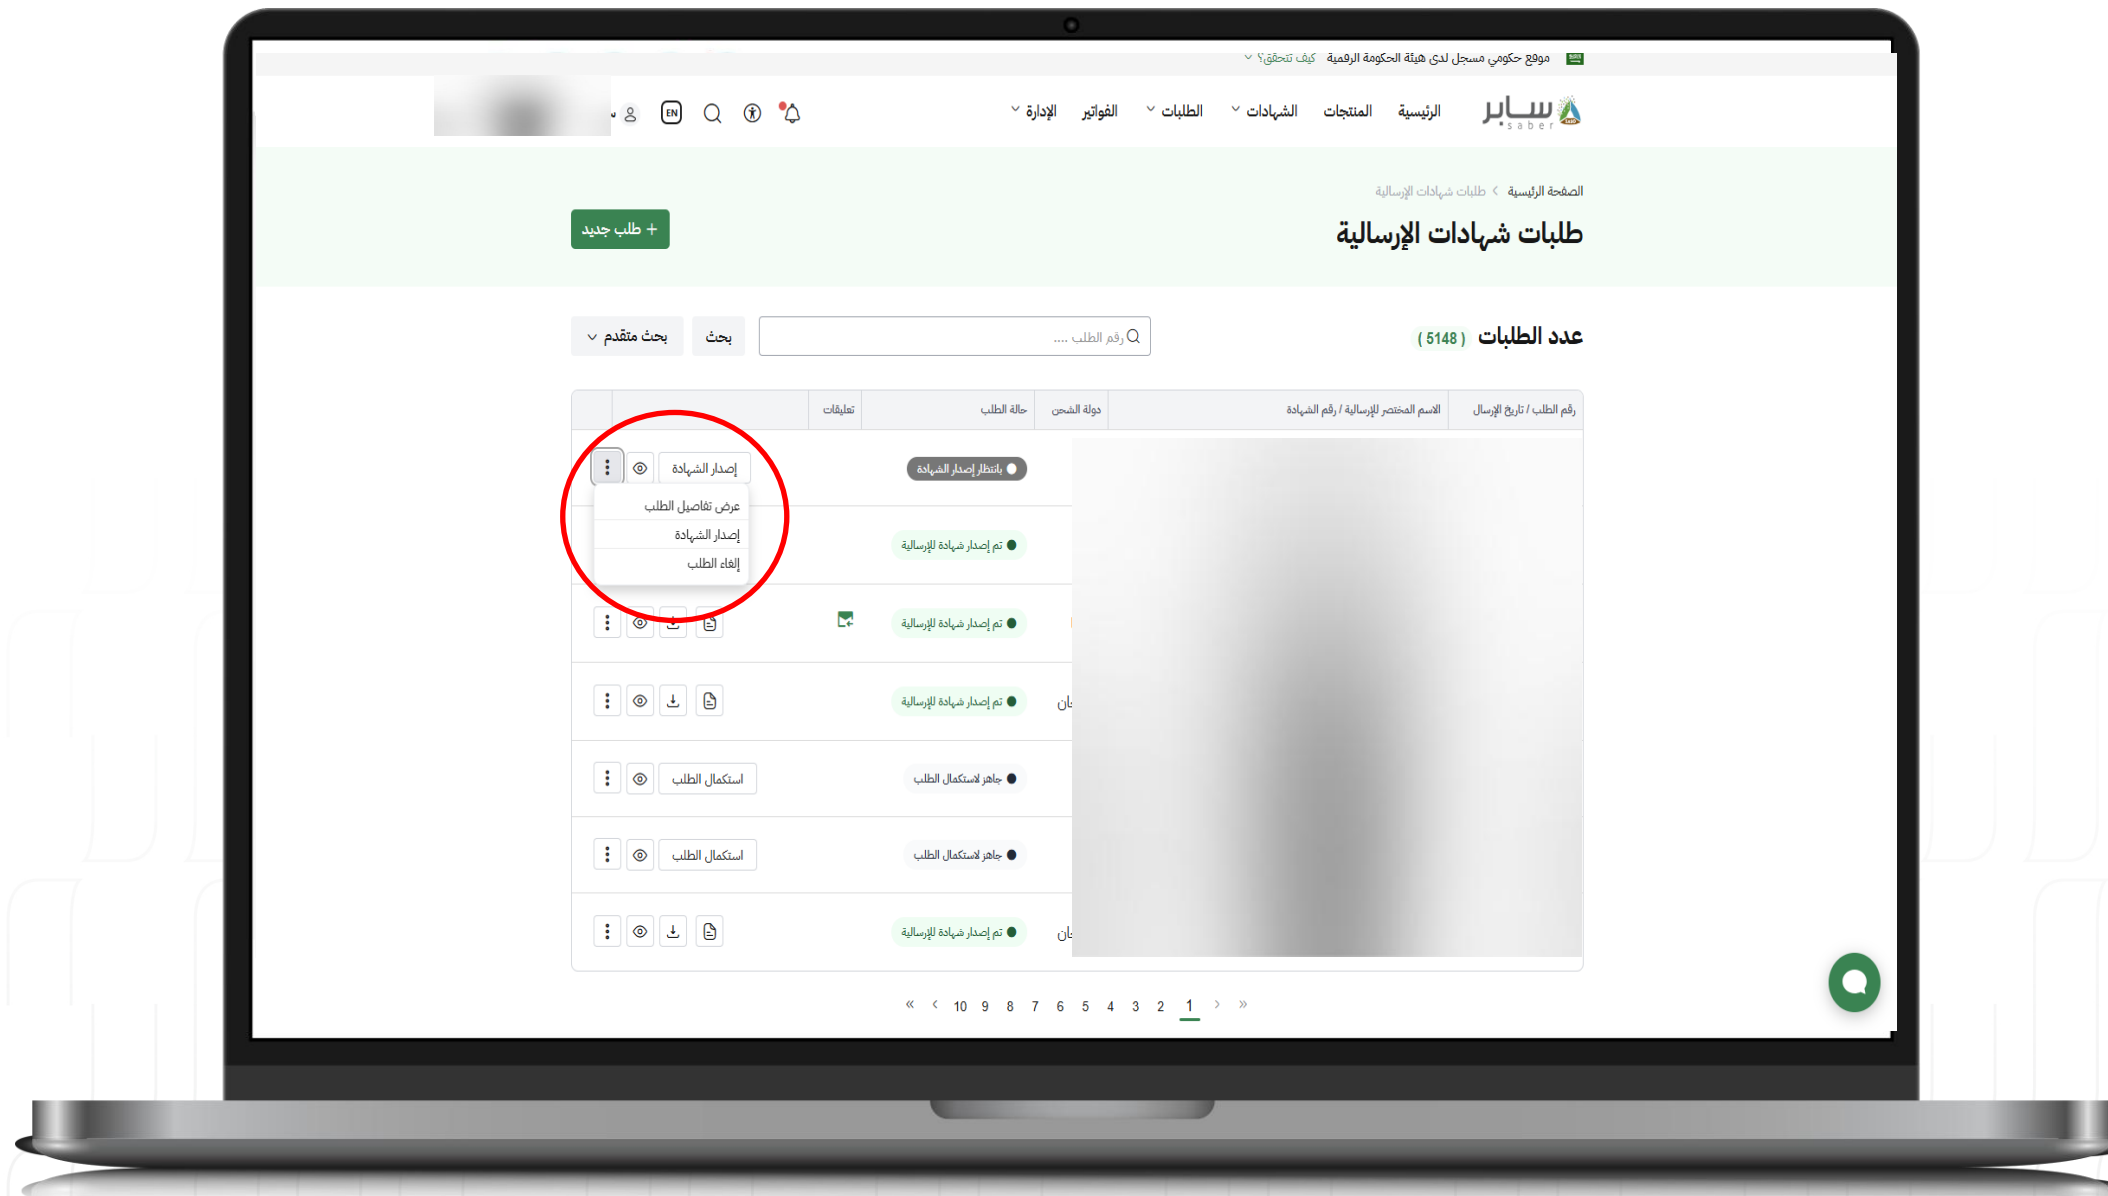 موقع حكومي مسجل لدى هيئة الحكومة الرقمية كيف تتحقق؟
سابر
saber
الرئيسية المنتجات الشهادات الطلبات الفواتير الإدارة EN
الصفحة الرئيسية > طلبات شهادات الإرسالية
طلبات شهادات الإرسالية
+ طلب جديد
عدد الطلبات ( 5148 )
رقم الطلب .... بحث بحث متقدم
رقم الطلب / تاريخ الإرسال الاسم المختصر للإرسالية / رقم الشهادة دولة الشحن حالة الطلب تعليقات
بانتظار إصدار الشهادة إصدار الشهادة
عرض تفاصيل الطلب
إصدار الشهادة
إلغاء الطلب
تم إصدار شهادة للإرسالية
تم إصدار شهادة للإرسالية
تم إصدار شهادة للإرسالية
جاهز لاستكمال الطلب استكمال الطلب
جاهز لاستكمال الطلب استكمال الطلب
تم إصدار شهادة للإرسالية
« < 10 9 8 7 6 5 4 3 2 1 > »